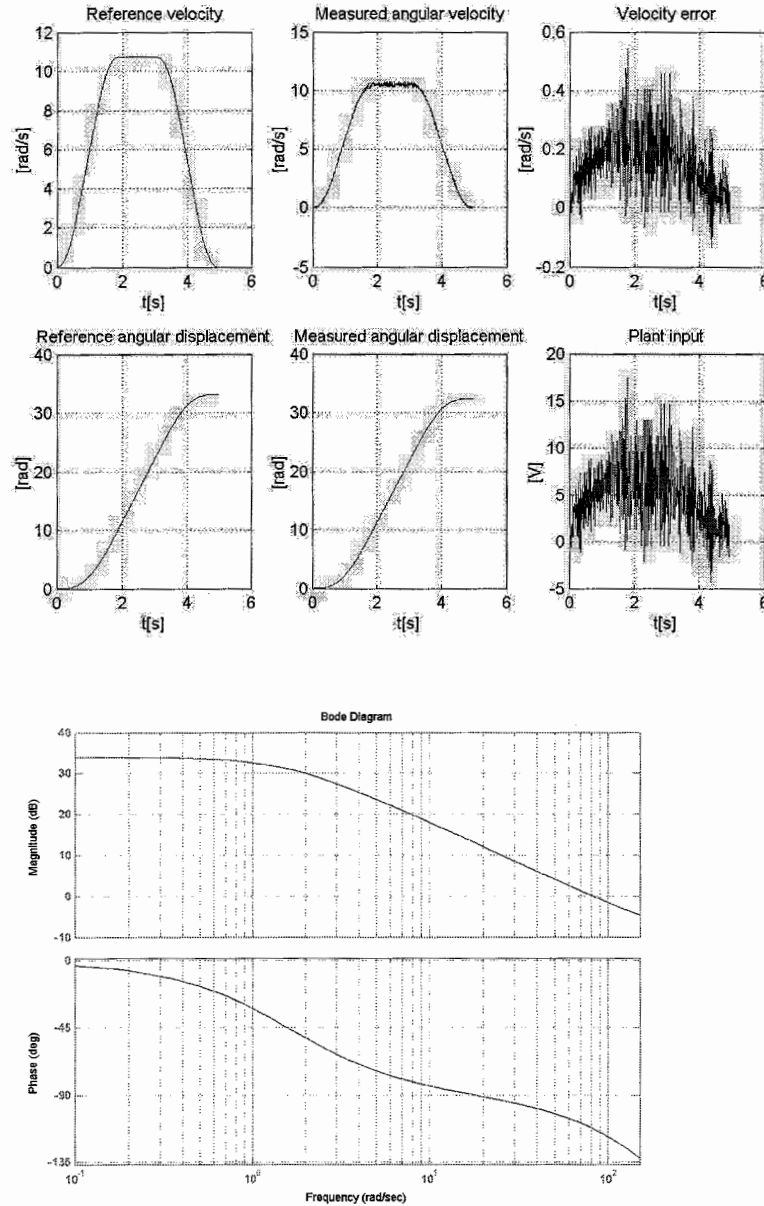 Reference velocity
Measured angular velocity
Velocity error
12
10
8
6
4
2
0
[rad/s]
0 2 4 6
t[s]
15
10
5
0
-5
[rad/s]
0 2 4 6
t[s]
0.6
0.4
0.2
0
-0.2
[rad/s]
0 2 4 6
t[s]
Reference angular displacement
Measured angular displacement
Plant input
40
30
20
10
0
[rad]
0 2 4 6
t[s]
40
30
20
10
0
[rad]
0 2 4 6
t[s]
20
15
10
5
0
-5
[V]
0 2 4 6
t[s]
Bode Diagram
40
30
20
10
0
-10
Magnitude (dB)
0
-45
-90
-135
Phase (deg)
10-1 100 101 102
Frequency (rad/sec)